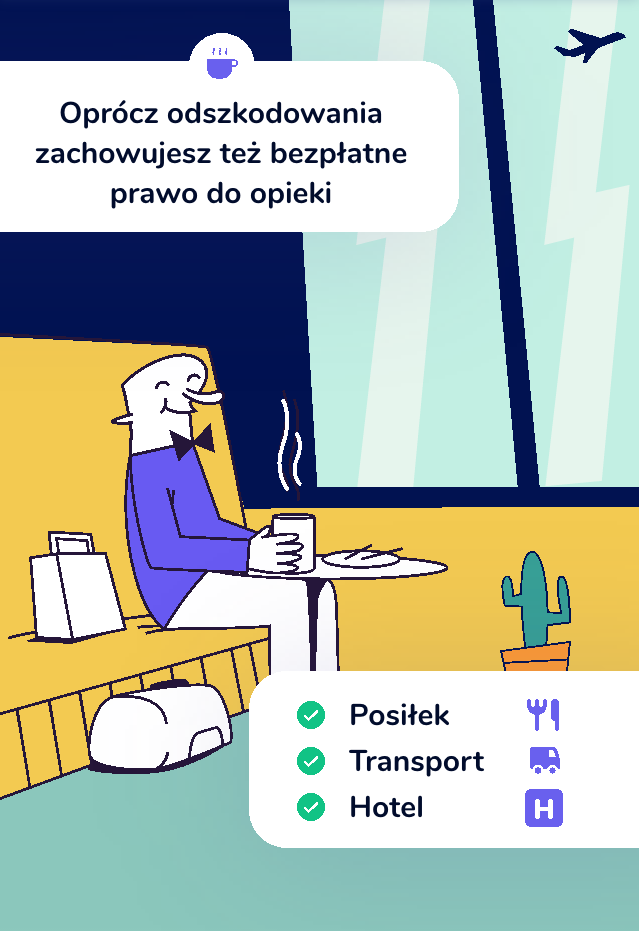 Oprócz odszkodowania
zachowujesz też bezpłatne
prawo do opieki
Posiłek
Transport
Hotel H